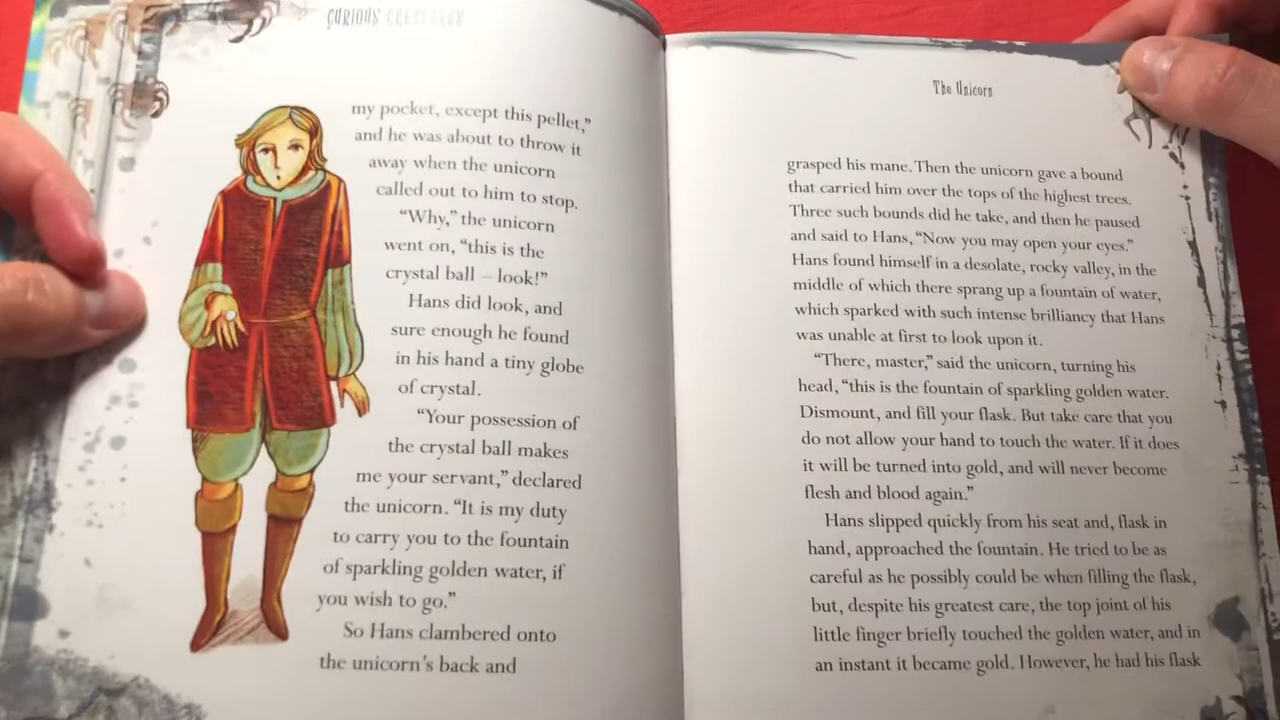 CURIOUS CREATURES
my pocket, except this pellet,”
and he was about to throw it
away when the unicorn
called out to him to stop.
“Why,” the unicorn
went on, “this is the
crystal ball – look!”
Hans did look, and
sure enough he found
in his hand a tiny globe
of crystal.
“Your possession of
the crystal ball makes
me your servant,” declared
the unicorn. “It is my duty
to carry you to the fountain
of sparkling golden water, if
you wish to go.”
So Hans clambered onto
the unicorn’s back and
The Unicorn
grasped his mane. Then the unicorn gave a bound
that carried him over the tops of the highest trees.
Three such bounds did he take, and then he paused
and said to Hans, “Now you may open your eyes.”
Hans found himself in a desolate, rocky valley, in the
middle of which there sprang up a fountain of water,
which sparked with such intense brilliancy that Hans
was unable at first to look upon it.
“There, master,” said the unicorn, turning his
head, “this is the fountain of sparkling golden water.
Dismount, and fill your flask. But take care that you
do not allow your hand to touch the water. If it does
it will be turned into gold, and will never become
flesh and blood again.”
Hans slipped quickly from his seat and, flask in
hand, approached the fountain. He tried to be as
careful as he possibly could be when filling the flask,
but, despite his greatest care, the top joint of his
little finger briefly touched the golden water, and in
an instant it became gold. However, he had his flask